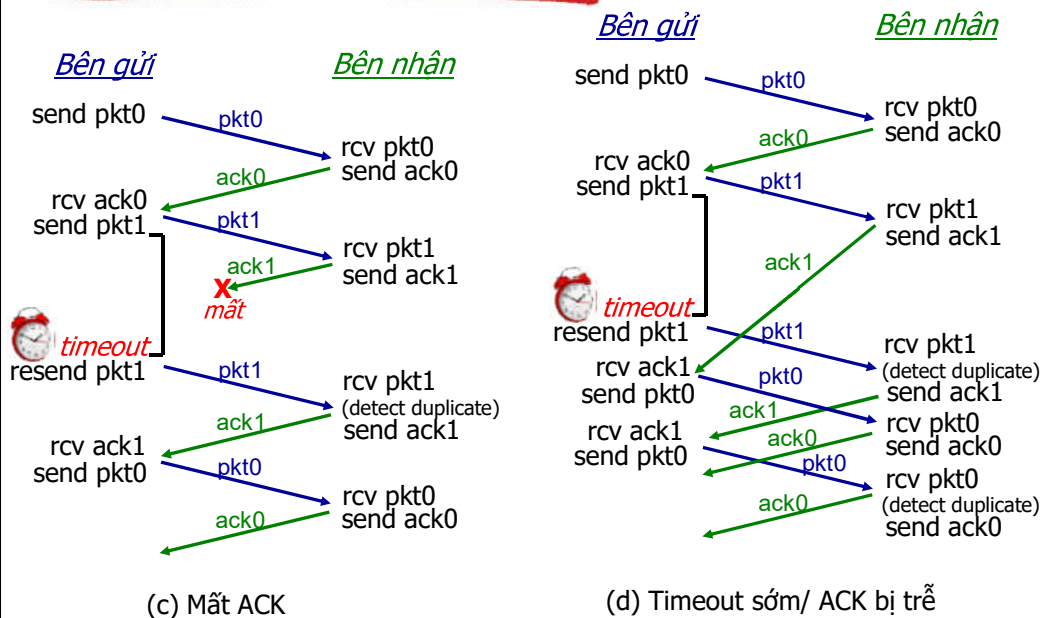 Bên gửi
Bên nhận
send pkt0
pkt0
rcv pkt0
send ack0
ack0
rcv ack0
send pkt1
pkt1
rcv pkt1
send ack1
ack1
X
mất
timeout
resend pkt1
pkt1
rcv pkt1
(detect duplicate)
send ack1
ack1
rcv ack1
send pkt0
pkt0
rcv pkt0
send ack0
ack0
(c) Mất ACK
Bên gửi
Bên nhận
send pkt0
pkt0
rcv pkt0
send ack0
ack0
rcv ack0
send pkt1
pkt1
rcv pkt1
send ack1
ack1
timeout
resend pkt1
pkt1
rcv pkt1
(detect duplicate)
send ack1
rcv ack1
send pkt0
pkt0
ack1
rcv pkt0
send ack0
rcv ack1
send pkt0
ack0
pkt0
rcv pkt0
(detect duplicate)
send ack0
ack0
(d) Timeout sớm/ ACK bị trễ